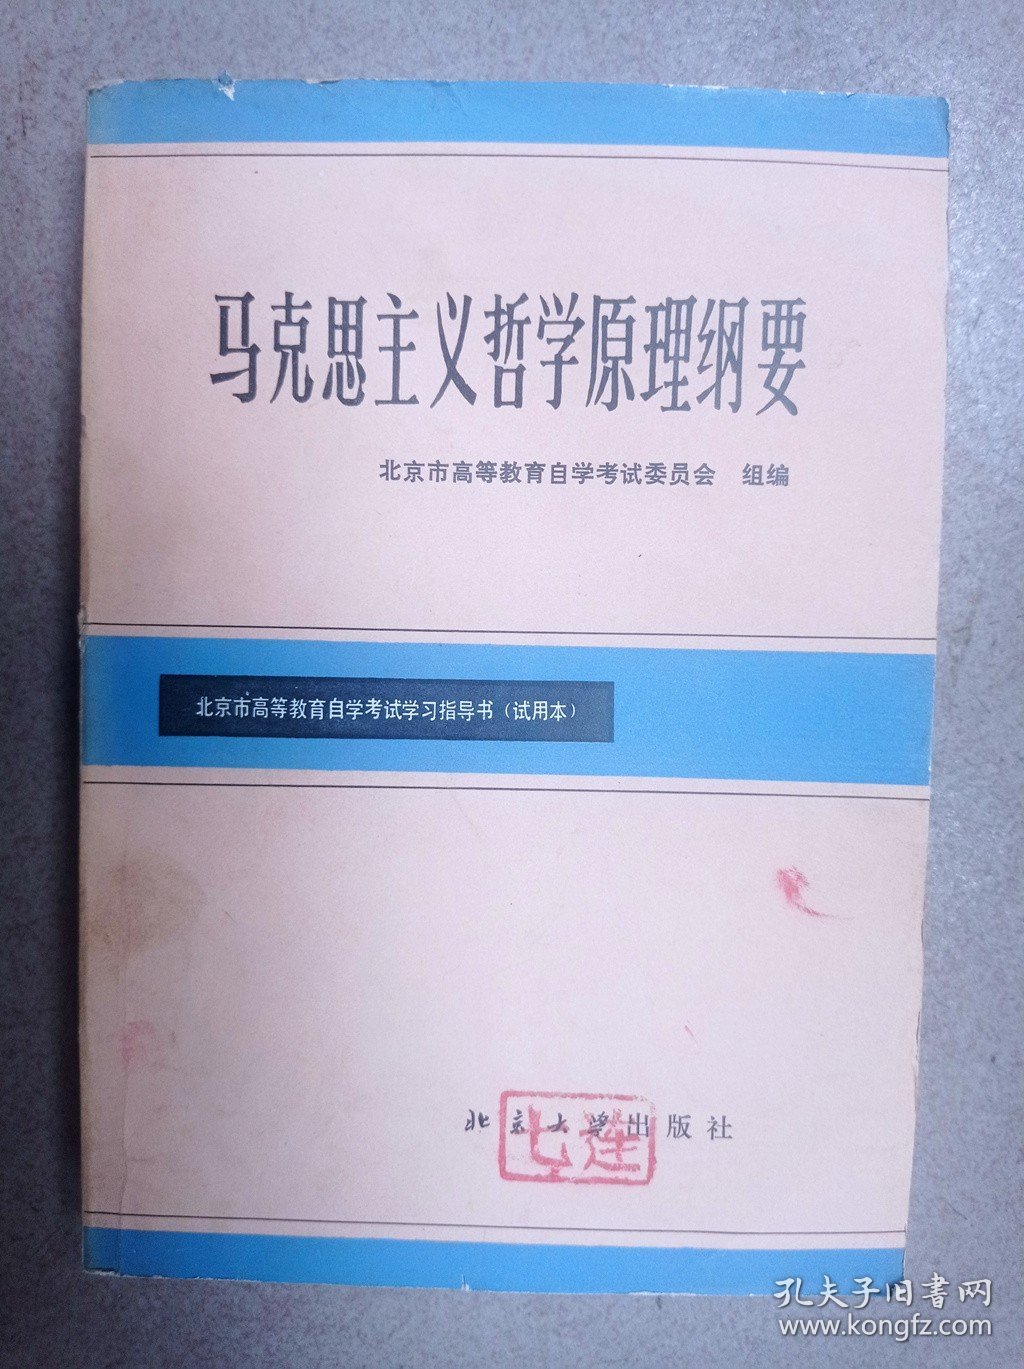 马克思主义哲学原理纲要
北京市高等教育自学考试委员会 组编
北京市高等教育自学考试学习指导书（试用本）
北京大学出版社
七连
孔夫子旧书网
www.kongfz.com